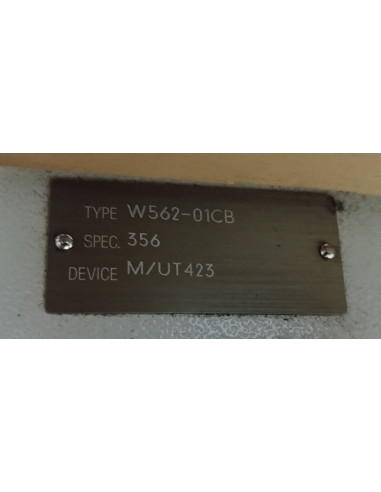 TYPE W562-01CB
SPEC. 356
DEVICE M/UT423